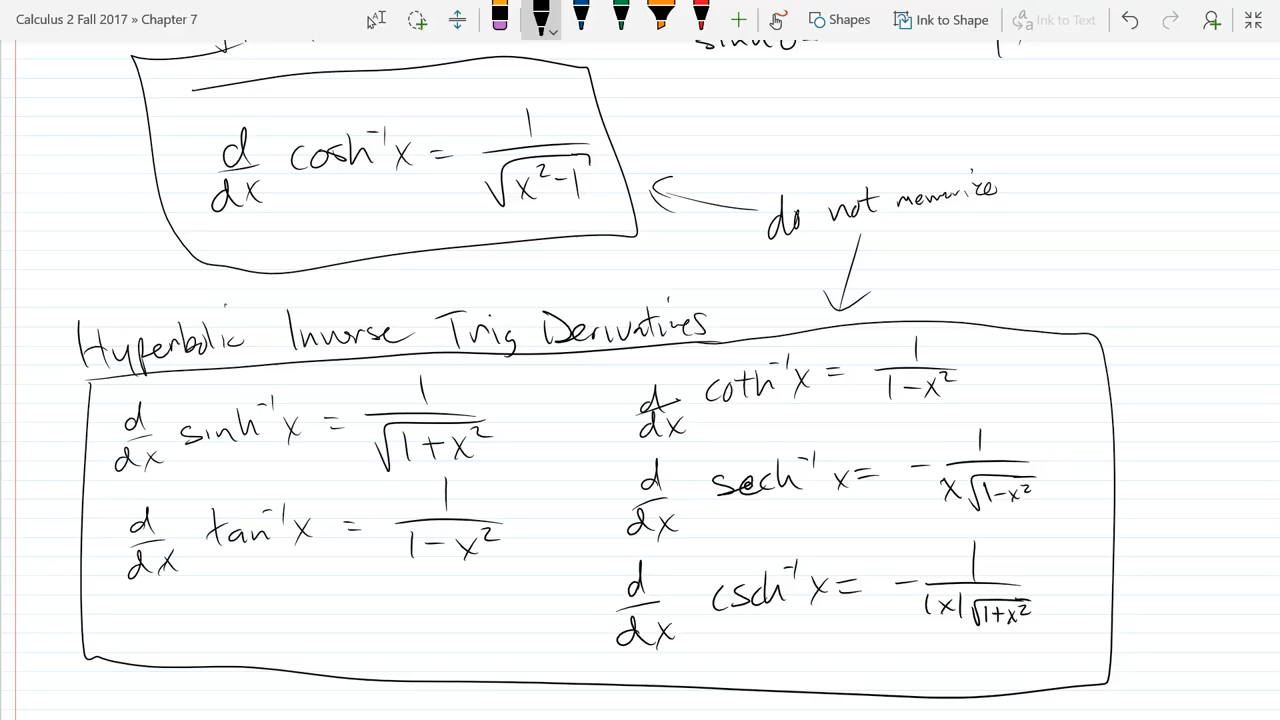 Calculus 2 Fall 2017 » Chapter 7
Shapes
Ink to Shape
Ink to Text
sinhθ=
d/dx cosh⁻¹x = 1/√(x²-1)
do not memorize
Hyperbolic Inverse Trig Derivatives
d/dx sinh⁻¹x = 1/√(1+x²)
d/dx tan⁻¹x = 1/(1-x²)
d/dx coth⁻¹x = 1/(1-x²)
d/dx sech⁻¹x = -1/(x√(1-x²))
d/dx csch⁻¹x = -1/(|x|√(1+x²))